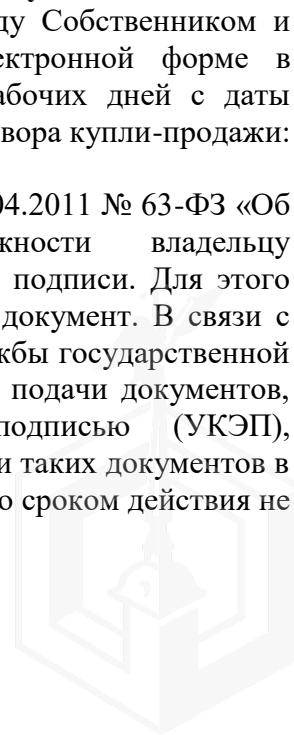 ду Собственником и
ектронной форме в
абочих дней с даты
вора купли-продажи:
04.2011 № 63-ФЗ «Об
жности владельцу
подписи. Для этого
документ. В связи с
жбы государственной
подачи документов,
подписью (УКЭП),
и таких документов в
о сроком действия не